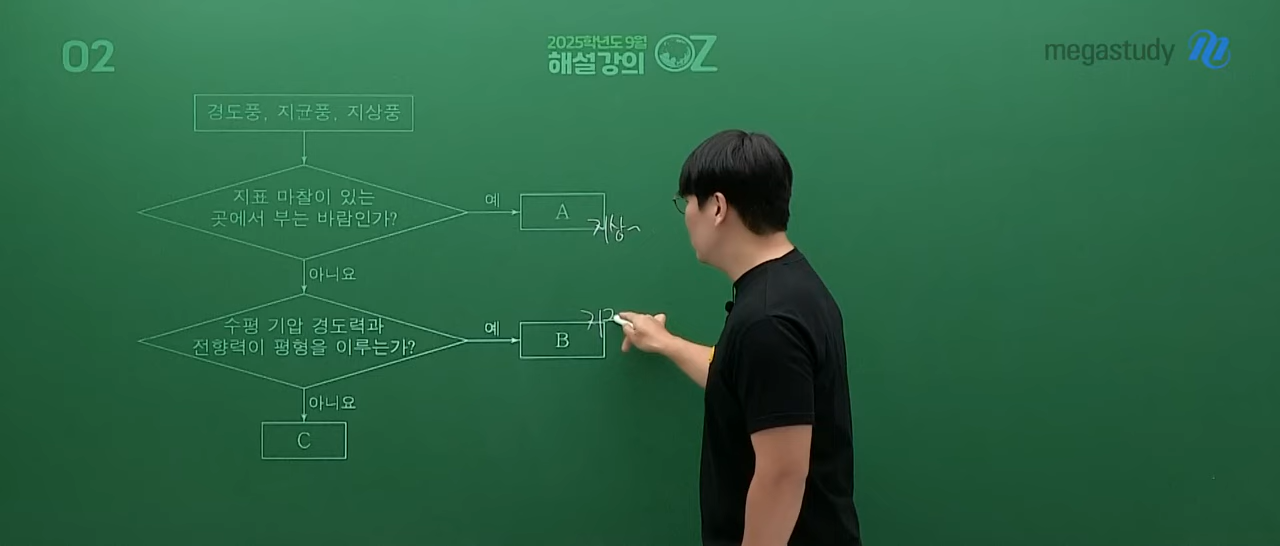 02
2025학년도 9월
해설강의
OZ
megastudy
경도풍, 지균풍, 지상풍
지표 마찰이 있는
곳에서 부는 바람인가?
예
A
지상~
아니요
수평 기압 경도력과
전향력이 평형을 이루는가?
예
B
아니요
C